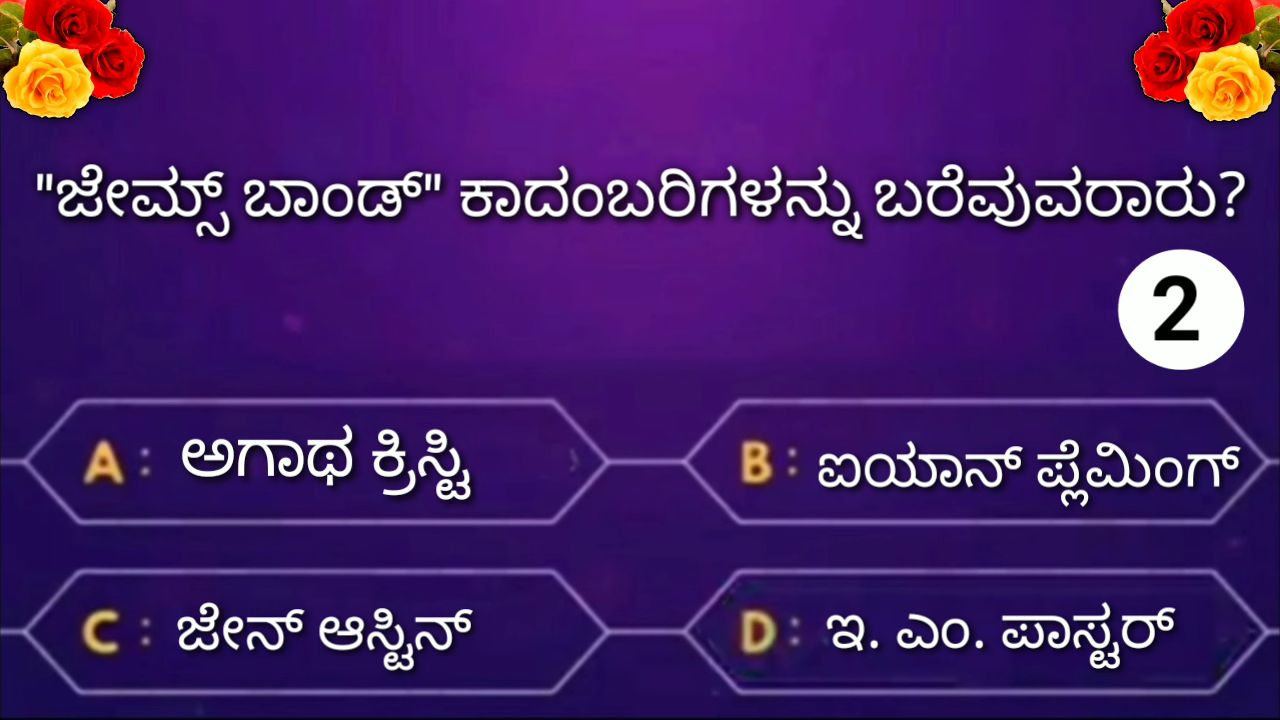 "ಜೇಮ್ಸ್ ಬಾಂಡ್" ಕಾದಂಬರಿಗಳನ್ನು ಬರೆವುವರಾರು?
2
A : ಅಗಾಥ ಕ್ರಿಸ್ಟಿ
B : ಐಯಾನ್ ಪ್ಲೆಮಿಂಗ್
C : ಜೇನ್ ಆಸ್ಟಿನ್
D : ಇ. ಎಂ. ಪಾಸ್ಟರ್